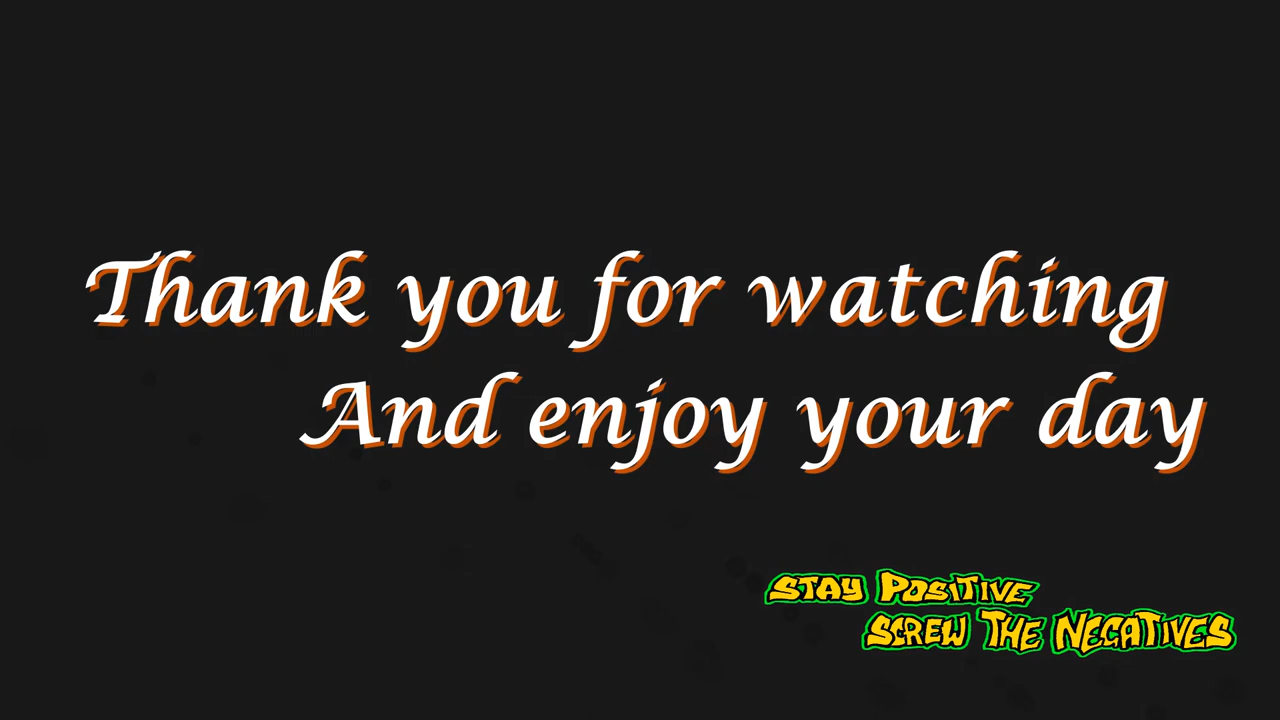 Thank you for watching
And enjoy your day
STAY POSITIVE
SCREW THE NEGATIVES